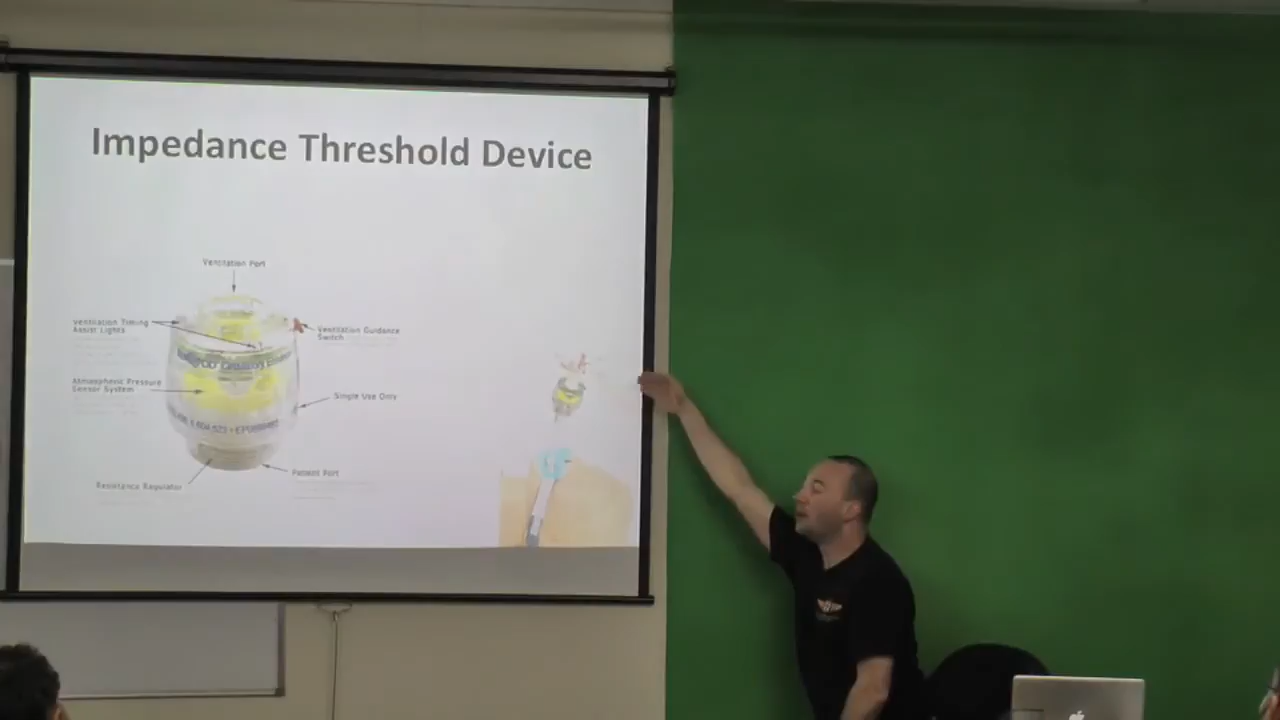 Impedance Threshold Device
Ventilation Port
Ventilation Timing
Assist Lights
Ventilation Guidance
Switch
Atmospheric Pressure
Sensor System
Single Use Only
Patient Port
Resistance Regulator